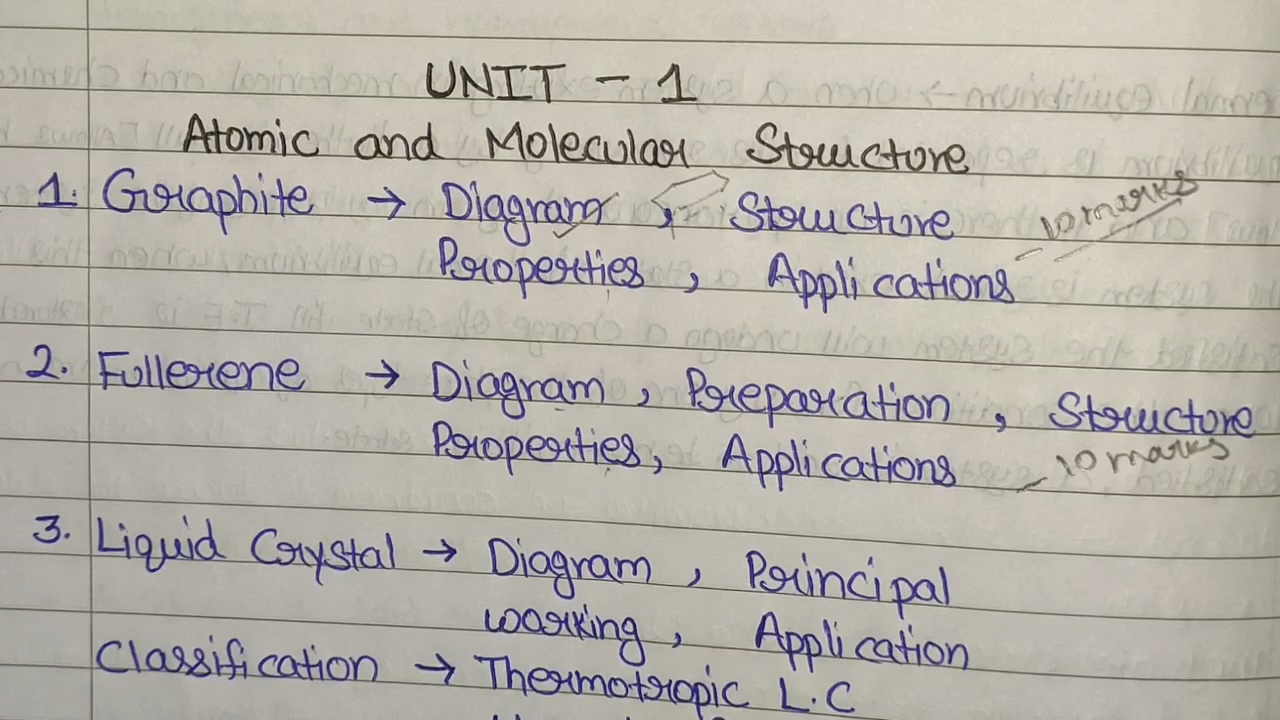 UNIT - 1
Atomic and Molecular Structure
1. Graphite → Diagram, Structure 10 marks
Properties, Applications
2. Fullerene → Diagram, Preparation, Structure
Properties, Applications 10 marks
3. Liquid Crystal → Diagram, Principal
working, Application
Classification → Thermotropic L.C